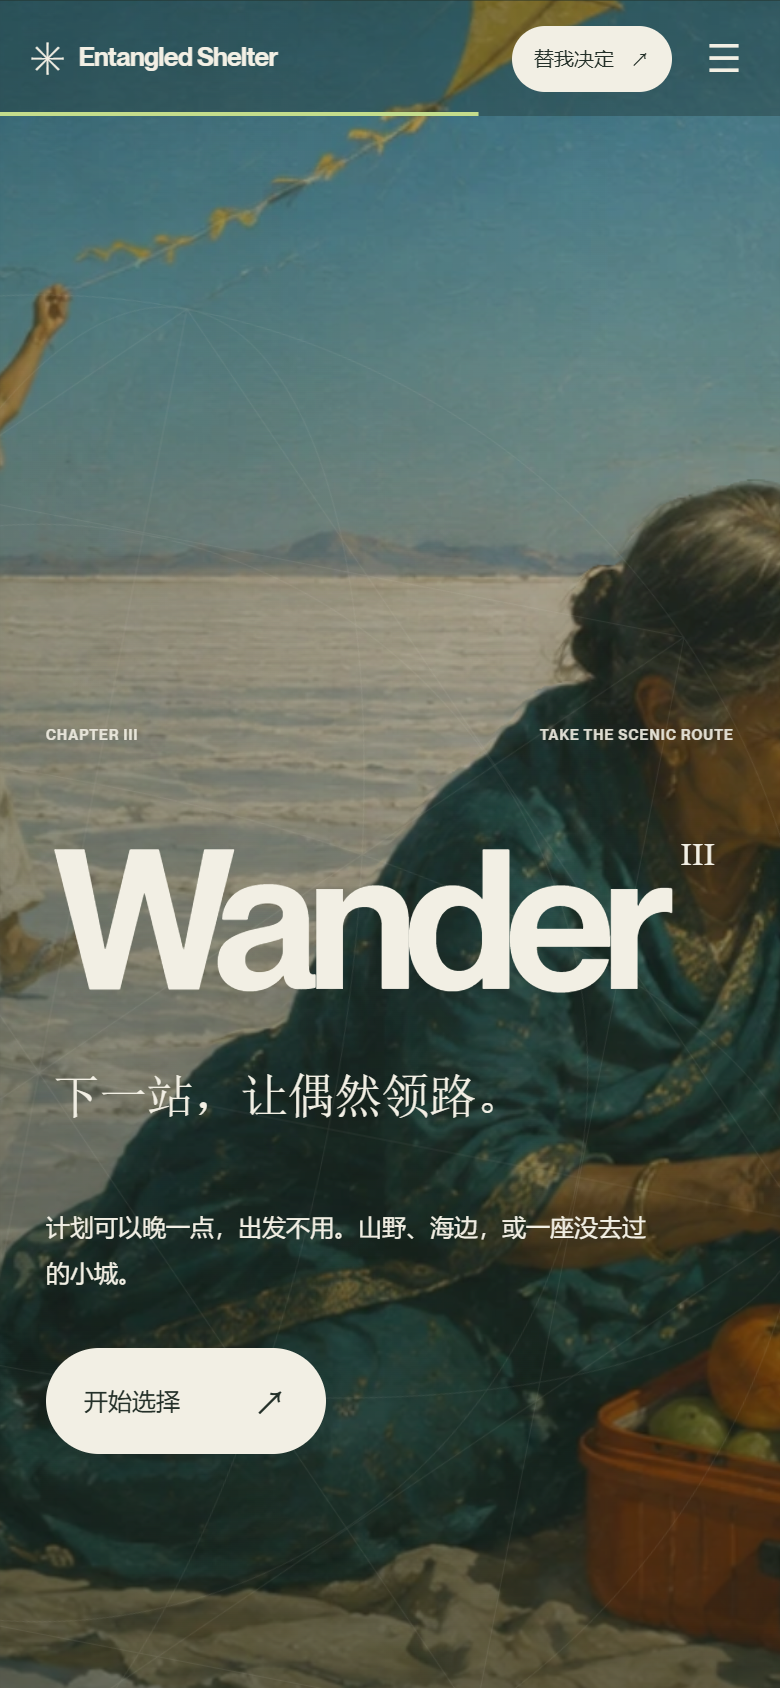 Entangled Shelter
替我决定 ↗
CHAPTER III
TAKE THE SCENIC ROUTE
Wander III
下一站，让偶然领路。
计划可以晚一点，出发不用。山野、海边，或一座没去过
的小城。
开始选择 ↗